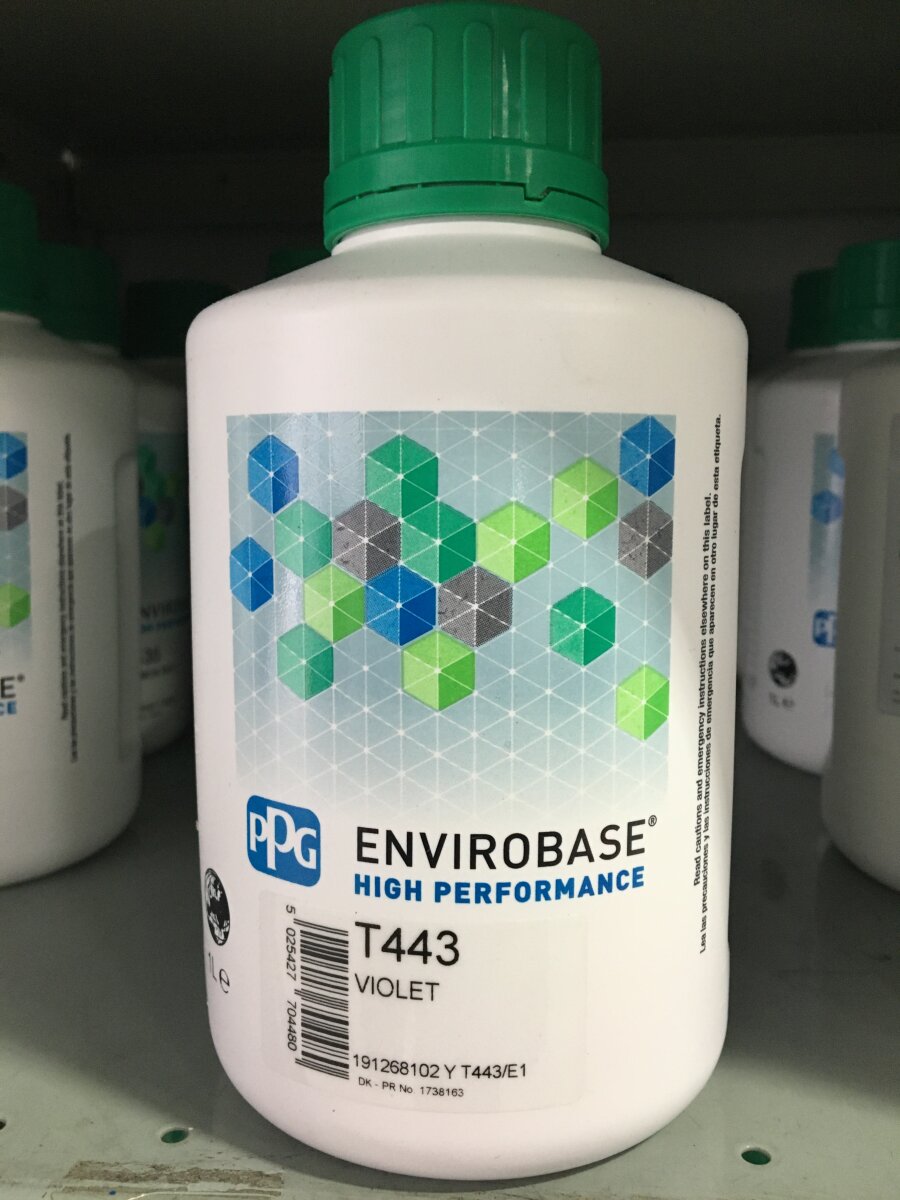 PPG
ENVIROBASE®
HIGH PERFORMANCE
T443
VIOLET
5 025427 704480
1L e
191268102 Y T443/E1
DK - PR No 1738163
Read cautions and emergency instructions elsewhere on this label.
Lea las precauciones y las instrucciones de emergencia que aparecen en otro lugar de esta etiqueta.